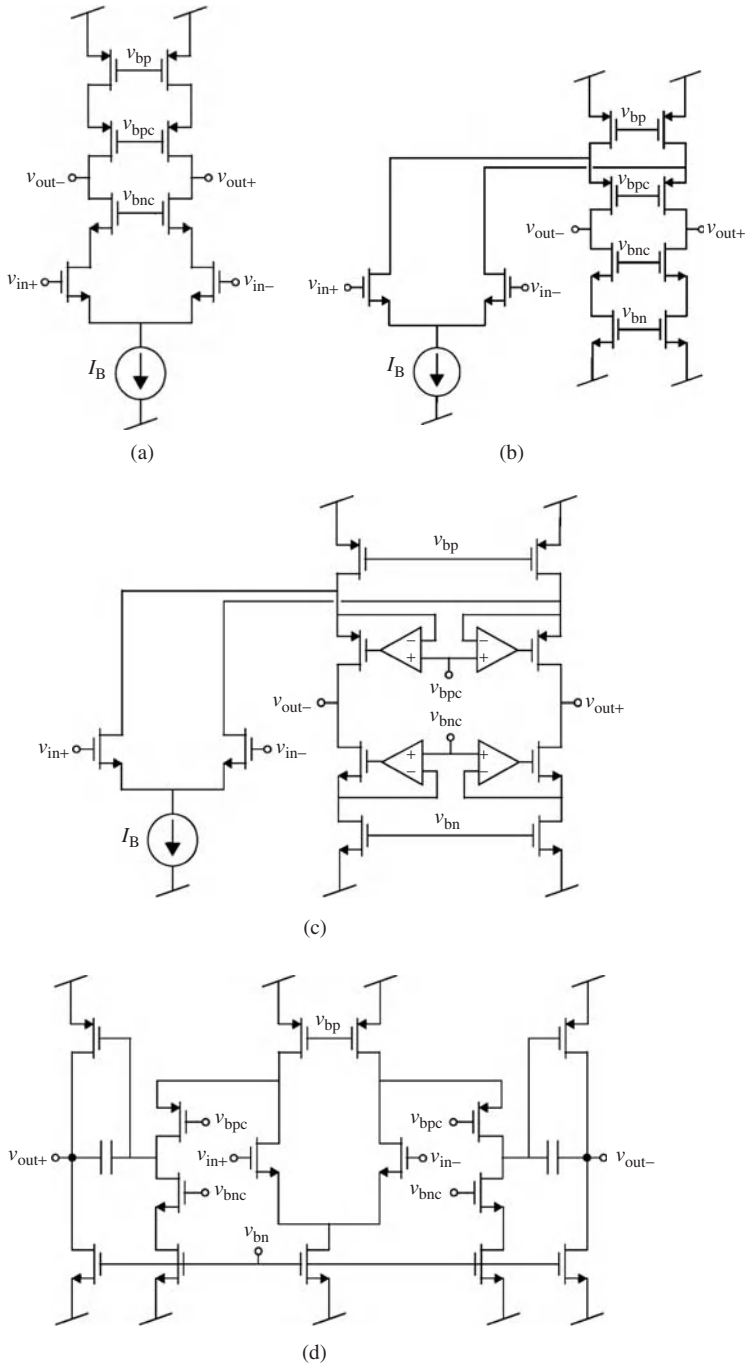 v_bp
v_bpc
v_out−
v_out+
v_bnc
v_in+
v_in−
I_B
(a)
v_bp
v_bpc
v_out−
v_out+
v_bnc
v_in+
v_in−
v_bn
I_B
(b)
v_bp
−
−
+
+
v_bpc
v_out−
v_out+
v_bnc
v_in+
v_in−
+
+
−
−
v_bn
I_B
(c)
v_bp
v_bpc
v_bpc
v_out+
v_in+
v_in−
v_out−
v_bnc
v_bnc
v_bn
(d)